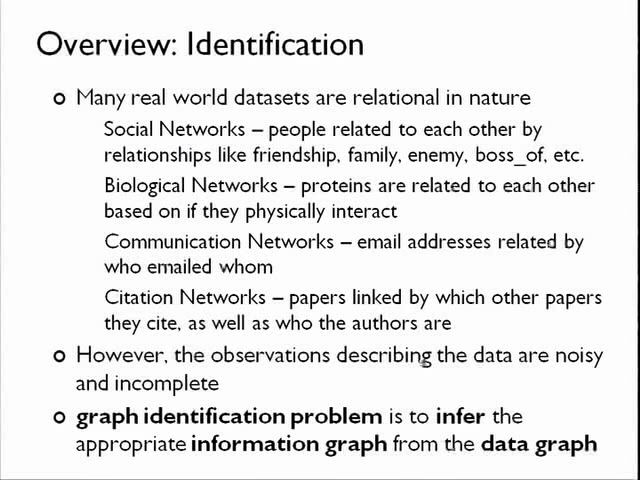 Overview: Identification
Many real world datasets are relational in nature
Social Networks – people related to each other by
relationships like friendship, family, enemy, boss_of, etc.
Biological Networks – proteins are related to each other
based on if they physically interact
Communication Networks – email addresses related by
who emailed whom
Citation Networks – papers linked by which other papers
they cite, as well as who the authors are
However, the observations describing the data are noisy
and incomplete
graph identification problem is to infer the
appropriate information graph from the data graph